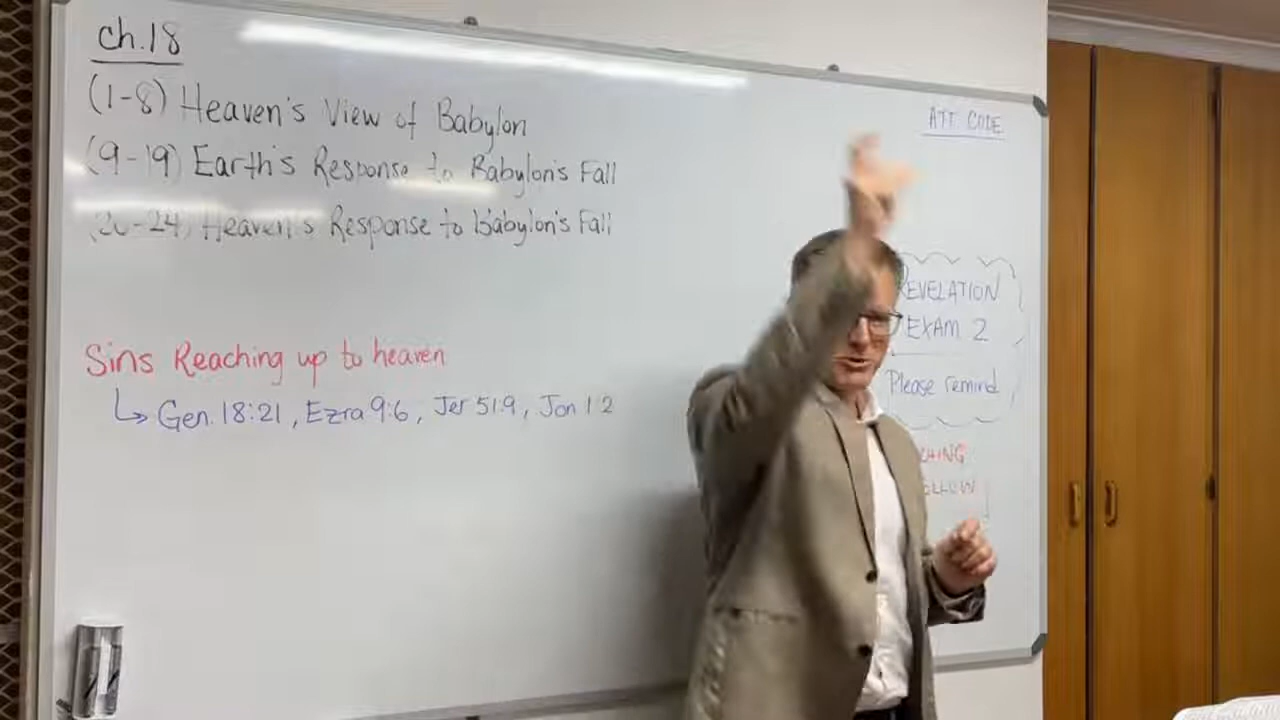 ch.18
(1-8) Heaven's View of Babylon
(9-19) Earth's Response to Babylon's Fall
(20-24) Heaven's Response to Babylon's Fall
Sins Reaching up to heaven
↳ Gen. 18:21, Ezra 9:6, Jer 51:9, Jon 1:2
ATT CODE
REVELATION
EXAM 2
Please remind